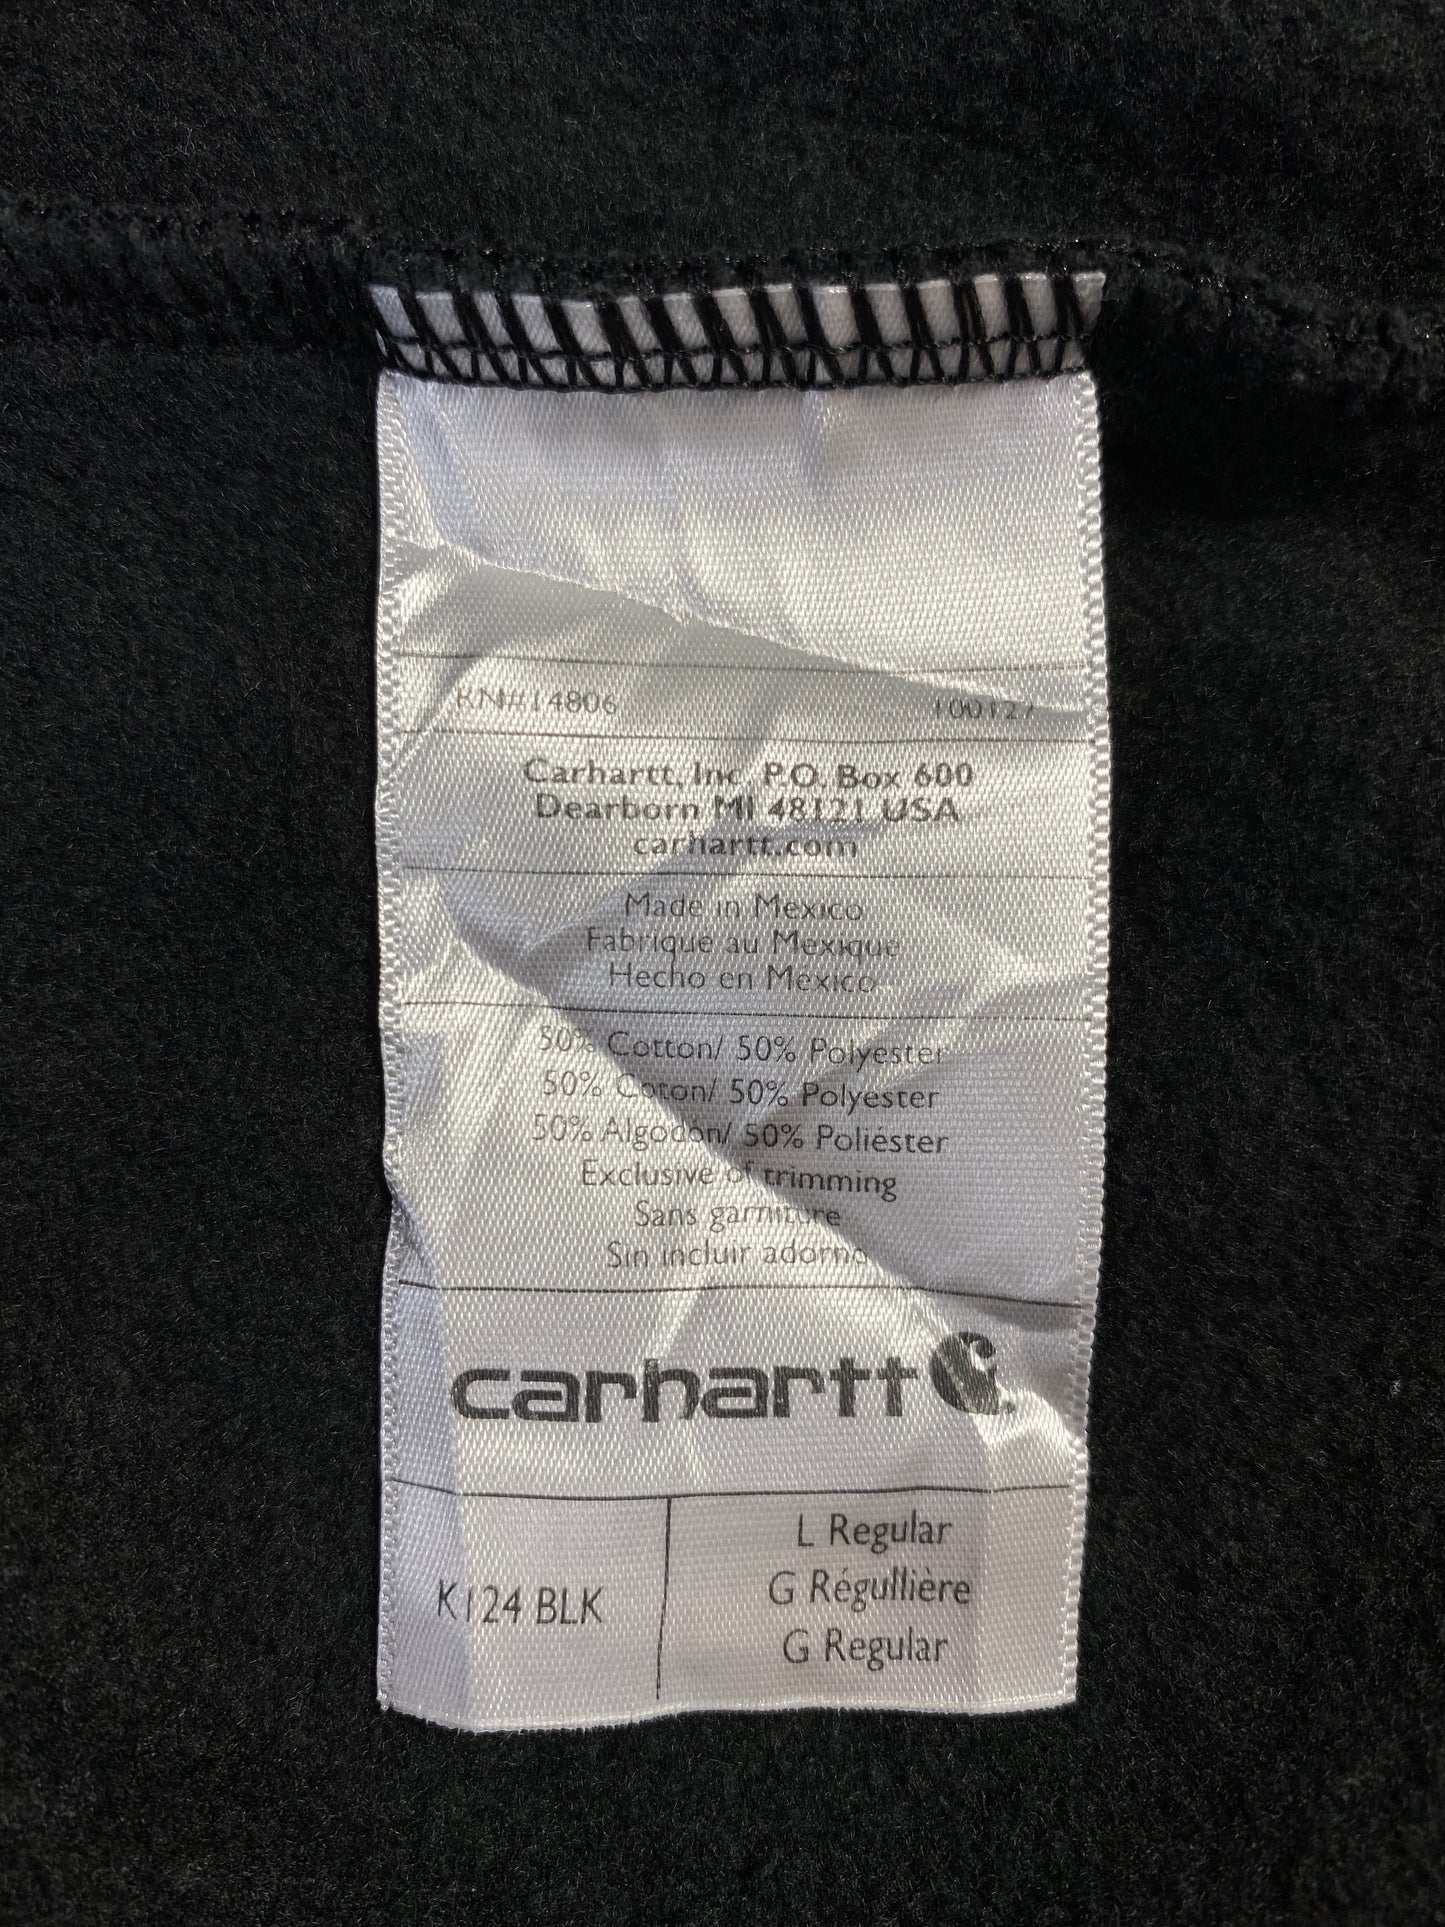 RN#14806 100127
Carhartt, Inc. P.O. Box 600
Dearborn MI 48121 USA
carhartt.com
Made in Mexico
Fabrique au Mexique
Hecho en Mexico
50% Cotton/ 50% Polyester
50% Coton/ 50% Polyester
50% Algodón/ 50% Poliéster
Exclusive of trimming
Sans garniture
Sin incluir adorno
carhartt
K124 BLK
L Regular
G Régullière
G Regular